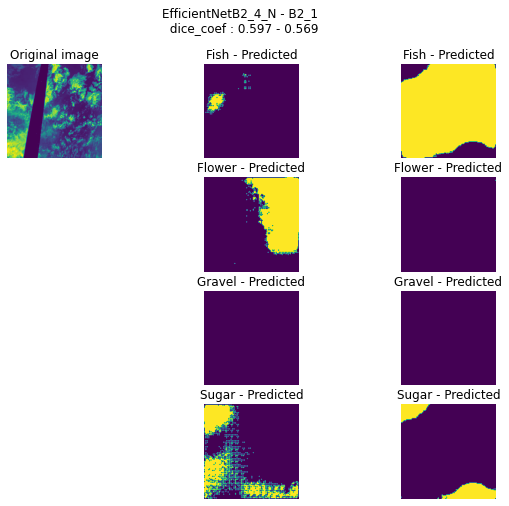 EfficientNetB2_4_N - B2_1
dice_coef : 0.597 - 0.569
Original image
Fish - Predicted
Fish - Predicted
Flower - Predicted
Flower - Predicted
Gravel - Predicted
Gravel - Predicted
Sugar - Predicted
Sugar - Predicted